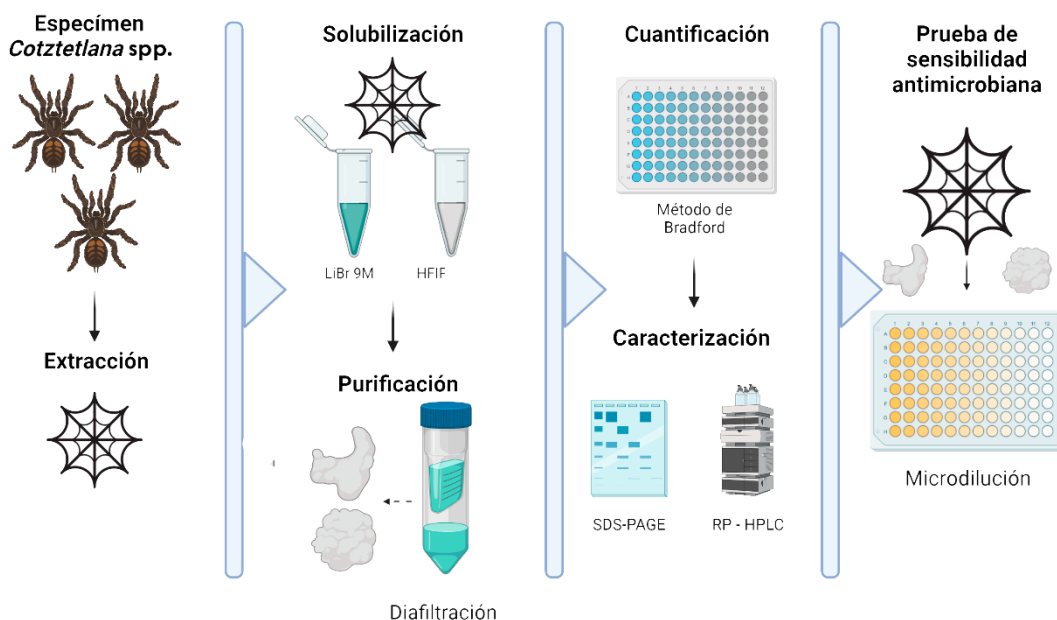 Especímen
Cotztetlana spp.
Extracción
Solubilización
LiBr 9M
HFIF
Purificación
Diafiltración
Cuantificación
Método de
Bradford
Caracterización
SDS-PAGE
RP - HPLC
Prueba de
sensibilidad
antimicrobiana
Microdilución